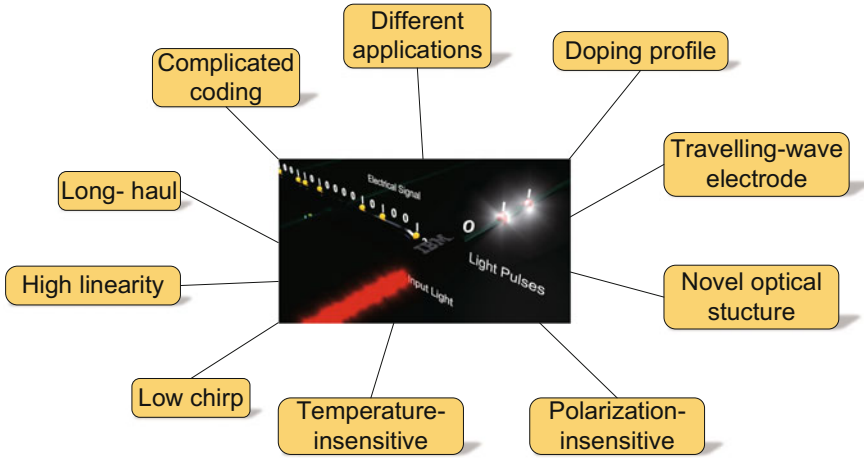 Different
applications
Doping profile
Complicated
coding
Travelling-wave
electrode
Long- haul
Electrical Signal
IBM
Light Pulses
Input Light
High linearity
Novel optical
stucture
Low chirp
Temperature-
insensitive
Polarization-
insensitive